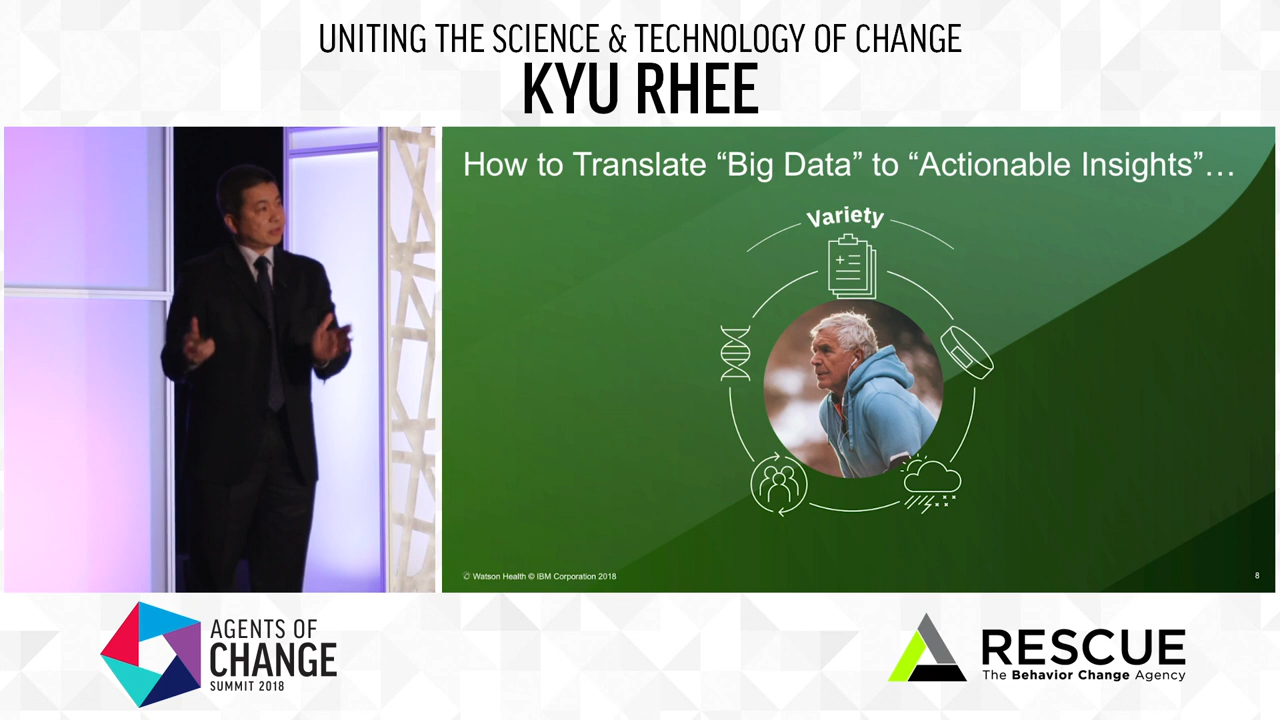 UNITING THE SCIENCE & TECHNOLOGY OF CHANGE
KYU RHEE
How to Translate “Big Data” to “Actionable Insights”…
Variety
Watson Health © IBM Corporation 2018
8
AGENTS OF
CHANGE
SUMMIT 2018
RESCUE
The Behavior Change Agency